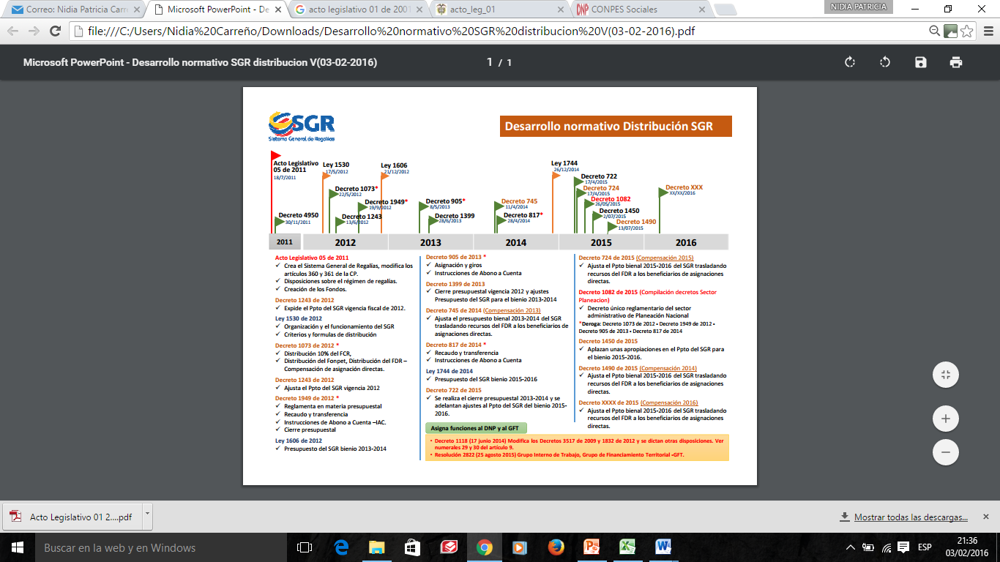 Correo: Nidia Patricia Carr
Microsoft PowerPoint - De
acto legislativo 01 de 2001
acto_leg_01
DNP CONPES Sociales
NIDIA PATRICIA
file:///C:/Users/Nidia%20Carreño/Downloads/Desarrollo%20normativo%20SGR%20distribucion%20V(03-02-2016).pdf
Microsoft PowerPoint - Desarrollo normativo SGR distribucion V(03-02-2016)
1 / 1
SGR
Sistema General de Regalías
Desarrollo normativo Distribución SGR
Acto Legislativo
05 de 2011
18/7/2011
Ley 1530
17/5/2012
Ley 1606
21/12/2012
Ley 1744
26/12/2014
Decreto 722
17/4/2015
Decreto 1073*
22/5/2012
Decreto 724
17/4/2015
Decreto XXX
XX/XX/2016
Decreto 1949*
19/9/2012
Decreto 905*
8/5/2013
Decreto 745
11/4/2014
Decreto 1082
26/05/2015
Decreto 4950
30/11/2011
Decreto 1243
13/6/2012
Decreto 1399
28/6/2013
Decreto 817*
28/4/2014
Decreto 1450
2/07/2015
Decreto 1490
13/07/2015
2011
2012
2013
2014
2015
2016
Acto Legislativo 05 de 2011
✓ Crea el Sistema General de Regalías, modifica los
artículos 360 y 361 de la CP.
✓ Disposiciones sobre el régimen de regalías.
✓ Creación de los Fondos.
Decreto 1243 de 2012
✓ Expide el Ppto del SGR vigencia fiscal de 2012.
Ley 1530 de 2012
✓ Organización y el funcionamiento del SGR
✓ Criterios y formulas de distribución
Decreto 1073 de 2012 *
✓ Distribución 10% del FCR,
✓ Distribución del Fonpet, Distribución del FDR –
Compensación de asignación directas.
Decreto 1243 de 2012
✓ Ajusta el Ppto del SGR vigencia 2012
Decreto 1949 de 2012 *
✓ Reglamenta en materia presupuestal
✓ Recaudo y transferencia
✓ Instrucciones de Abono a Cuenta –IAC.
✓ Cierre presupuestal
Ley 1606 de 2012
✓ Presupuesto del SGR bienio 2013-2014
Decreto 905 de 2013 *
✓ Asignación y giros
✓ Instrucciones de Abono a Cuenta
Decreto 1399 de 2013
✓ Cierre presupuestal vigencia 2012 y ajustes
Presupuesto del SGR para el bienio 2013-2014
Decreto 745 de 2014 (Compensación 2013)
✓ Ajusta el presupuesto bienal 2013-2014 del SGR
trasladando recursos del FDR a los beneficiarios de
asignaciones directas.
Decreto 817 de 2014 *
✓ Recaudo y transferencia
✓ Instrucciones de Abono a Cuenta
Ley 1744 de 2014
✓ Presupuesto del SGR bienio 2015-2016
Decreto 722 de 2015
✓ Se realiza el cierre presupuestal 2013-2014 y se
adelantan ajustes al Ppto del SGR del bienio 2015-
2016.
Decreto 724 de 2015 (Compensación 2015)
✓ Ajusta el Ppto bienal 2015-2016 del SGR trasladando
recursos del FDR a los beneficiarios de asignaciones
directas.
Decreto 1082 de 2015 (Compilación decretos Sector
Planeacion)
✓ Decreto único reglamentario del sector
administrativo de Planeación Nacional
*Deroga: Decreto 1073 de 2012 • Decreto 1949 de 2012 •
Decreto 905 de 2013 • Decreto 817 de 2014
Decreto 1450 de 2015
✓ Aplazan unas apropiaciones en el Ppto del SGR para
el bienio 2015-2016.
Decreto 1490 de 2015 (Compensación 2014)
✓ Ajusta el Ppto bienal 2015-2016 del SGR trasladando
recursos del FDR a los beneficiarios de asignaciones
directas.
Decreto XXXX de 2015 (Compensación 2016)
✓ Ajusta el Ppto bienal 2015-2016 del SGR trasladando
recursos del FDR a los beneficiarios de asignaciones
directas.
Asigna funciones al DNP y al GFT
• Decreto 1118 (17 junio 2014) Modifica los Decretos 3517 de 2009 y 1832 de 2012 y se dictan otras disposiciones. Ver
numerales 29 y 30 del artículo 9.
• Resolución 2822 (25 agosto 2015) Grupo Interno de Trabajo, Grupo de Financiamiento Territorial -GFT.
Acto Legislativo 01 2....pdf
Mostrar todas las descargas...
Buscar en la web y en Windows
ESP
21:36
03/02/2016